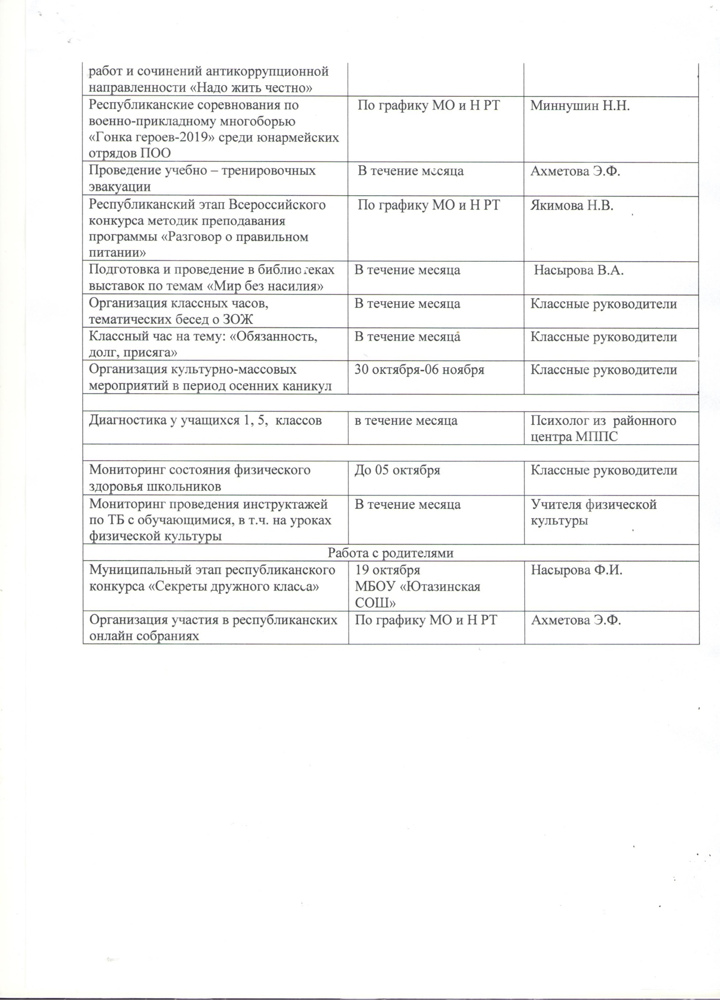 работ и сочинений антикоррупционной
направленности «Надо жить честно»
Республиканские соревнования по
военно-прикладному многоборью
«Гонка героев-2019» среди юнармейских
отрядов ПОО
По графику МО и Н РТ
Миннушин Н.Н.
Проведение учебно – тренировочных
эвакуации
В течение месяца
Ахметова Э.Ф.
Республиканский этап Всероссийского
конкурса методик преподавания
программы «Разговор о правильном
питании»
По графику МО и Н РТ
Якимова Н.В.
Подготовка и проведение в библиотеках
выставок по темам «Мир без насилия»
В течение месяца
Насырова В.А.
Организация классных часов,
тематических бесед о ЗОЖ
В течение месяца
Классные руководители
Классный час на тему: «Обязанность,
долг, присяга»
В течение месяца
Классные руководители
Организация культурно-массовых
мероприятий в период осенних каникул
30 октября-06 ноября
Классные руководители
Диагностика у учащихся 1, 5,  классов
в течение месяца
Психолог из  районного
центра МППС
Мониторинг состояния физического
здоровья школьников
До 05 октября
Классные руководители
Мониторинг проведения инструктажей
по ТБ с обучающимися, в т.ч. на уроках
физической культуры
В течение месяца
Учителя физической
культуры
Работа с родителями
Муниципальный этап республиканского
конкурса «Секреты дружного класса»
19 октября
МБОУ «Ютазинская
СОШ»
Насырова Ф.И.
Организация участия в республиканских
онлайн собраниях
По графику МО и Н РТ
Ахметова Э.Ф.